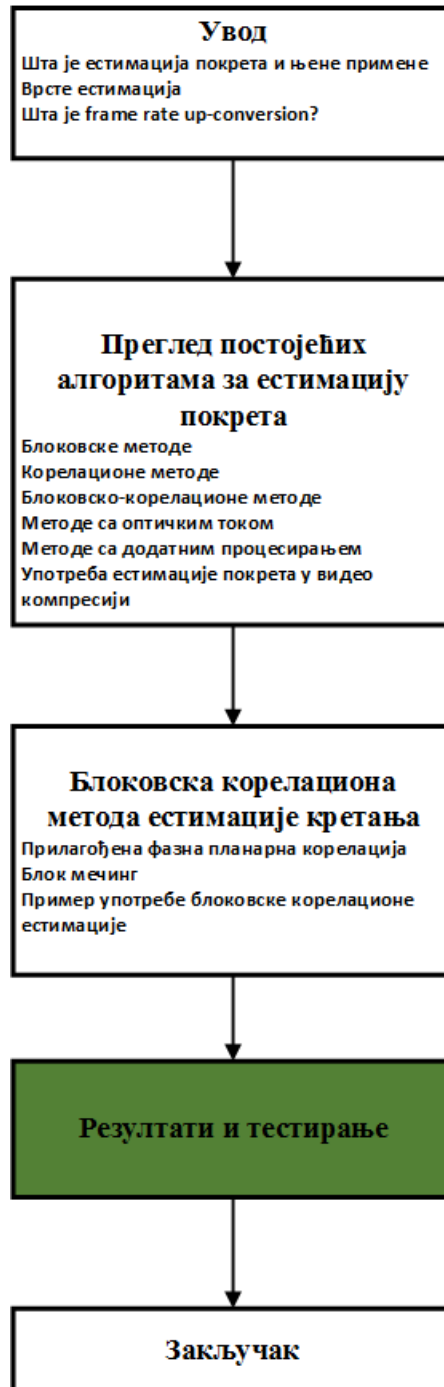 Увод
Шта је естимација покрета и њене примене
Врсте естимација
Шта је frame rate up-conversion?
Преглед постојећих
алгоритама за естимацију
покрета
Блоковске методе
Корелационе методе
Блоковско-корелационе методе
Методе са оптичким током
Методе са додатним процесирањем
Употреба естимације покрета у видео
компресији
Блоковска корелациона
метода естимације кретања
Прилагођена фазна планарна корелација
Блок мечинг
Пример употребе блоковске корелационе
естимације
Резултати и тестирање
Закључак